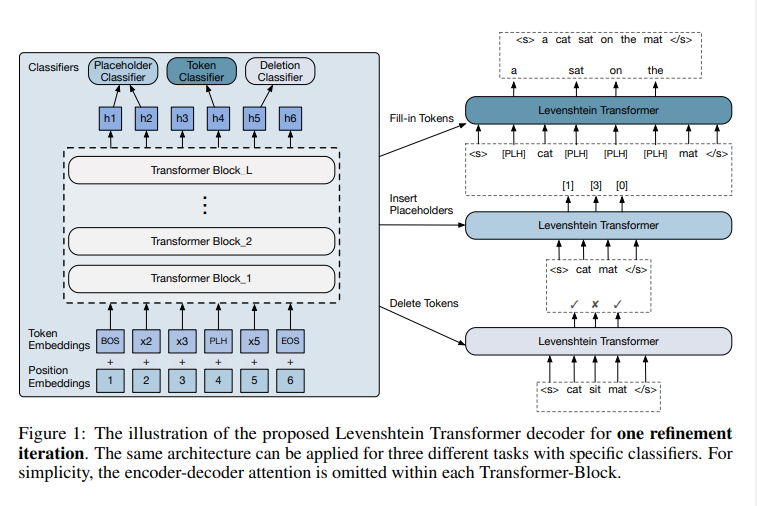 Classifiers
Placeholder Classifier
Token Classifier
Deletion Classifier
h1 h2 h3 h4 h5 h6
Transformer Block_L
⋮
Transformer Block_2
Transformer Block_1
Token Embeddings
BOS x2 x3 PLH x5 EOS
+ + + + + +
Position Embeddings
1 2 3 4 5 6
Fill-in Tokens
Insert Placeholders
Delete Tokens
<s> a cat sat on the mat </s>
a sat on the
Levenshtein Transformer
<s> [PLH] cat [PLH] [PLH] [PLH] mat </s>
[1] [3] [0]
Levenshtein Transformer
<s> cat mat </s>
✓ ✘ ✓
Levenshtein Transformer
<s> cat sit mat </s>
Figure 1: The illustration of the proposed Levenshtein Transformer decoder for one refinement
iteration. The same architecture can be applied for three different tasks with specific classifiers. For
simplicity, the encoder-decoder attention is omitted within each Transformer-Block.